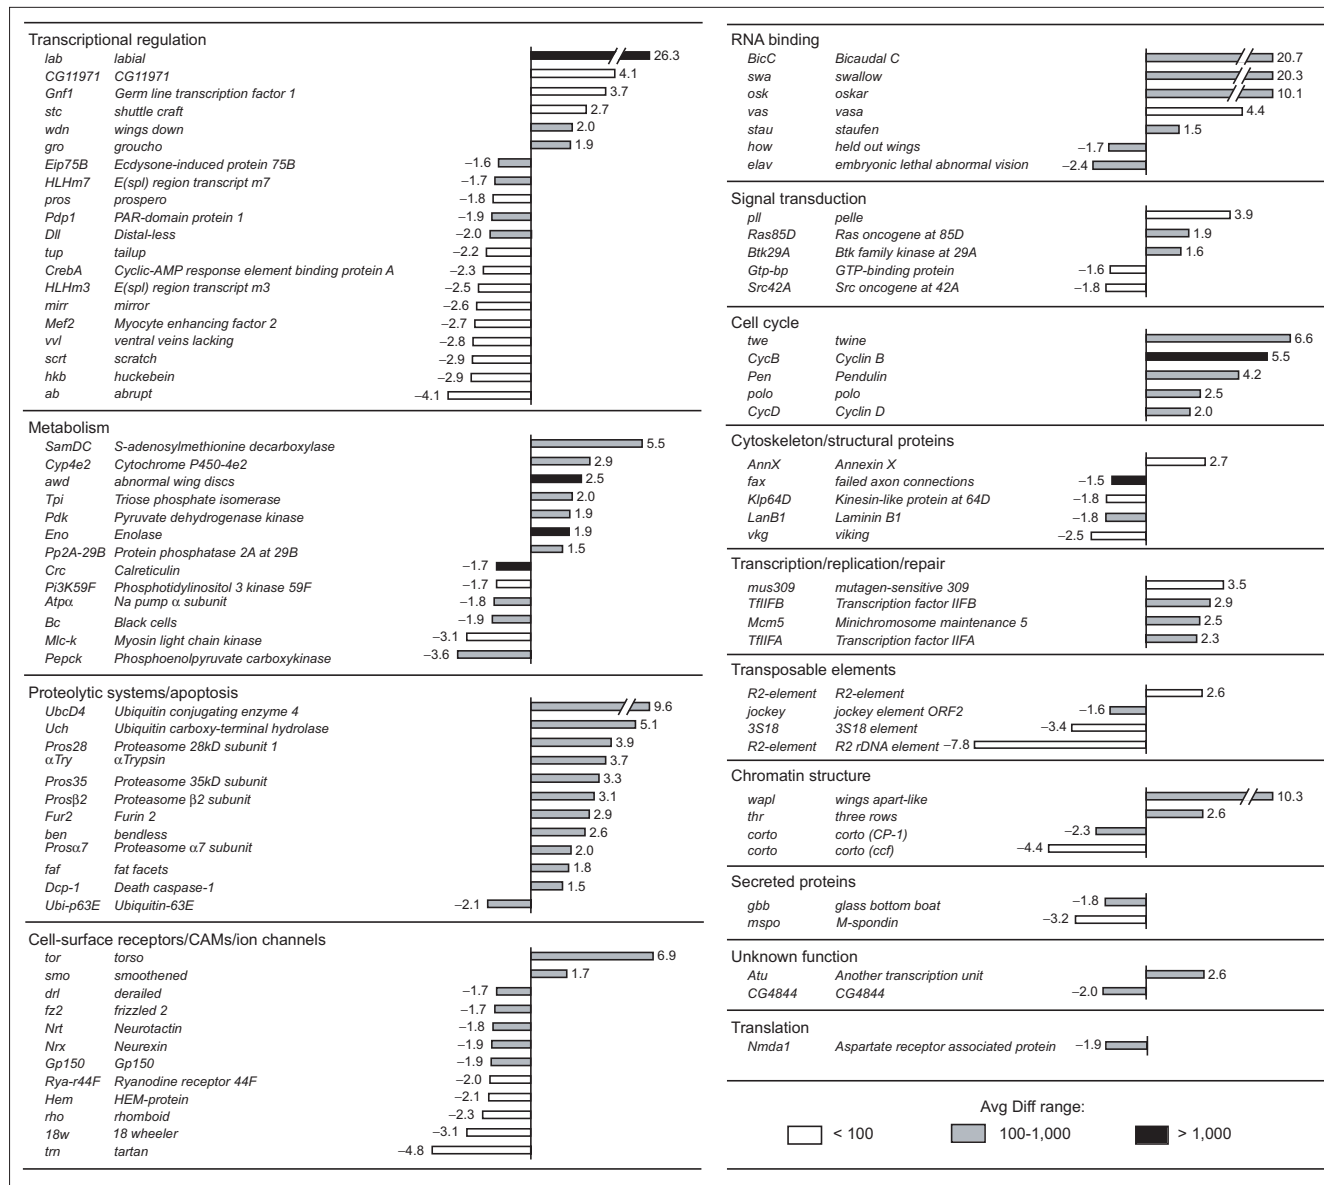 Transcriptional regulation
lab labial 26.3
CG11971 CG11971 4.1
Gnf1 Germ line transcription factor 1 3.7
stc shuttle craft 2.7
wdn wings down 2.0
gro groucho 1.9
Eip75B Ecdysone-induced protein 75B −1.6
HLHm7 E(spl) region transcript m7 −1.7
pros prospero −1.8
Pdp1 PAR-domain protein 1 −1.9
Dll Distal-less −2.0
tup tailup −2.2
CrebA Cyclic-AMP response element binding protein A −2.3
HLHm3 E(spl) region transcript m3 −2.5
mirr mirror −2.6
Mef2 Myocyte enhancing factor 2 −2.7
vvl ventral veins lacking −2.8
scrt scratch −2.9
hkb huckebein −2.9
ab abrupt −4.1
Metabolism
SamDC S-adenosylmethionine decarboxylase 5.5
Cyp4e2 Cytochrome P450-4e2 2.9
awd abnormal wing discs 2.5
Tpi Triose phosphate isomerase 2.0
Pdk Pyruvate dehydrogenase kinase 1.9
Eno Enolase 1.9
Pp2A-29B Protein phosphatase 2A at 29B 1.5
Crc Calreticulin −1.7
Pi3K59F Phosphotidylinositol 3 kinase 59F −1.7
Atpα Na pump α subunit −1.8
Bc Black cells −1.9
Mlc-k Myosin light chain kinase −3.1
Pepck Phosphoenolpyruvate carboxykinase −3.6
Proteolytic systems/apoptosis
UbcD4 Ubiquitin conjugating enzyme 4 9.6
Uch Ubiquitin carboxy-terminal hydrolase 5.1
Pros28 Proteasome 28kD subunit 1 3.9
αTry αTrypsin 3.7
Pros35 Proteasome 35kD subunit 3.3
Prosβ2 Proteasome β2 subunit 3.1
Fur2 Furin 2 2.9
ben bendless 2.6
Prosα7 Proteasome α7 subunit 2.0
faf fat facets 1.8
Dcp-1 Death caspase-1 1.5
Ubi-p63E Ubiquitin-63E −2.1
Cell-surface receptors/CAMs/ion channels
tor torso 6.9
smo smoothened 1.7
drl derailed −1.7
fz2 frizzled 2 −1.7
Nrt Neurotactin −1.8
Nrx Neurexin −1.9
Gp150 Gp150 −1.9
Rya-r44F Ryanodine receptor 44F −2.0
Hem HEM-protein −2.1
rho rhomboid −2.3
18w 18 wheeler −3.1
trn tartan −4.8
RNA binding
BicC Bicaudal C 20.7
swa swallow 20.3
osk oskar 10.1
vas vasa 4.4
stau staufen 1.5
how held out wings −1.7
elav embryonic lethal abnormal vision −2.4
Signal transduction
pll pelle 3.9
Ras85D Ras oncogene at 85D 1.9
Btk29A Btk family kinase at 29A 1.6
Gtp-bp GTP-binding protein −1.6
Src42A Src oncogene at 42A −1.8
Cell cycle
twe twine 6.6
CycB Cyclin B 5.5
Pen Pendulin 4.2
polo polo 2.5
CycD Cyclin D 2.0
Cytoskeleton/structural proteins
AnnX Annexin X 2.7
fax failed axon connections −1.5
Klp64D Kinesin-like protein at 64D −1.8
LanB1 Laminin B1 −1.8
vkg viking −2.5
Transcription/replication/repair
mus309 mutagen-sensitive 309 3.5
TfIIFB Transcription factor IIFB 2.9
Mcm5 Minichromosome maintenance 5 2.5
TfIIFA Transcription factor IIFA 2.3
Transposable elements
R2-element R2-element 2.6
jockey jockey element ORF2 −1.6
3S18 3S18 element −3.4
R2-element R2 rDNA element −7.8
Chromatin structure
wapl wings apart-like 10.3
thr three rows 2.6
corto corto (CP-1) −2.3
corto corto (ccf) −4.4
Secreted proteins
gbb glass bottom boat −1.8
mspo M-spondin −3.2
Unknown function
Atu Another transcription unit 2.6
CG4844 CG4844 −2.0
Translation
Nmda1 Aspartate receptor associated protein −1.9
Avg Diff range:
< 100 100-1,000 > 1,000